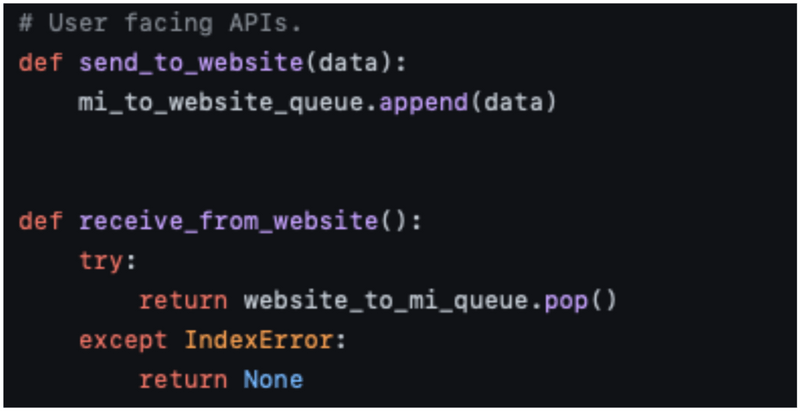 # User facing APIs.
def send_to_website(data):
    mi_to_website_queue.append(data)
def receive_from_website():
    try:
        return website_to_mi_queue.pop()
    except IndexError:
        return None